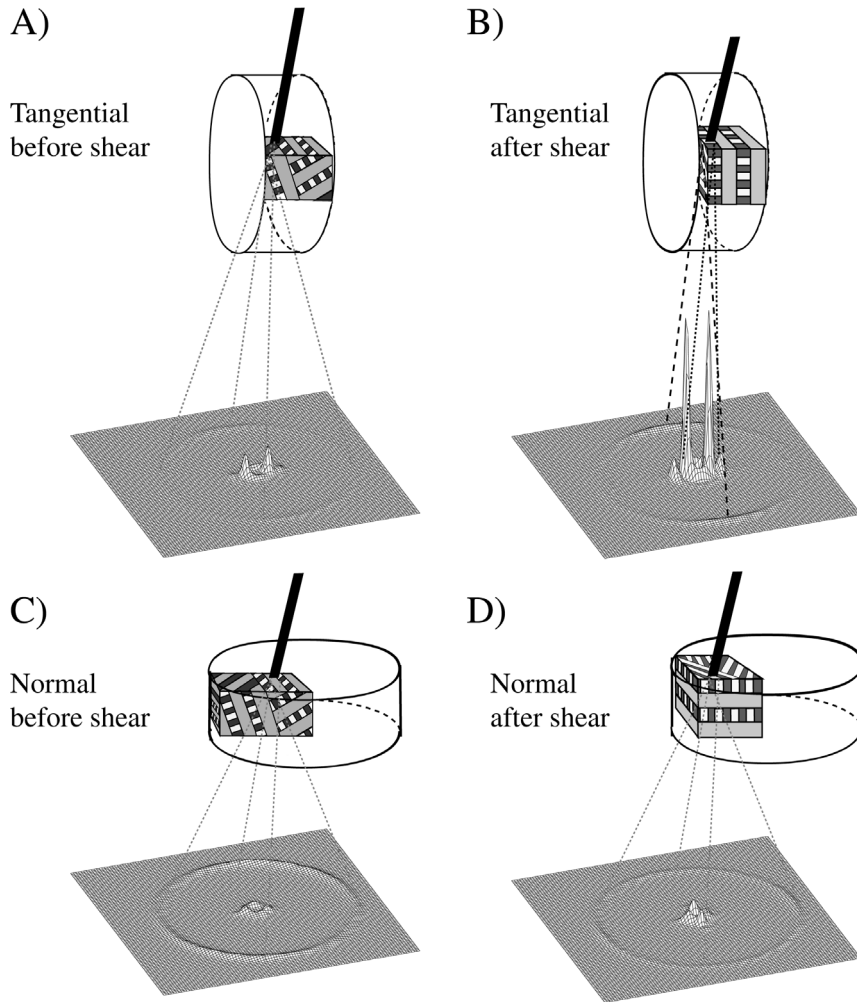 A)
Tangential
before shear
B)
Tangential
after shear
C)
Normal
before shear
D)
Normal
after shear